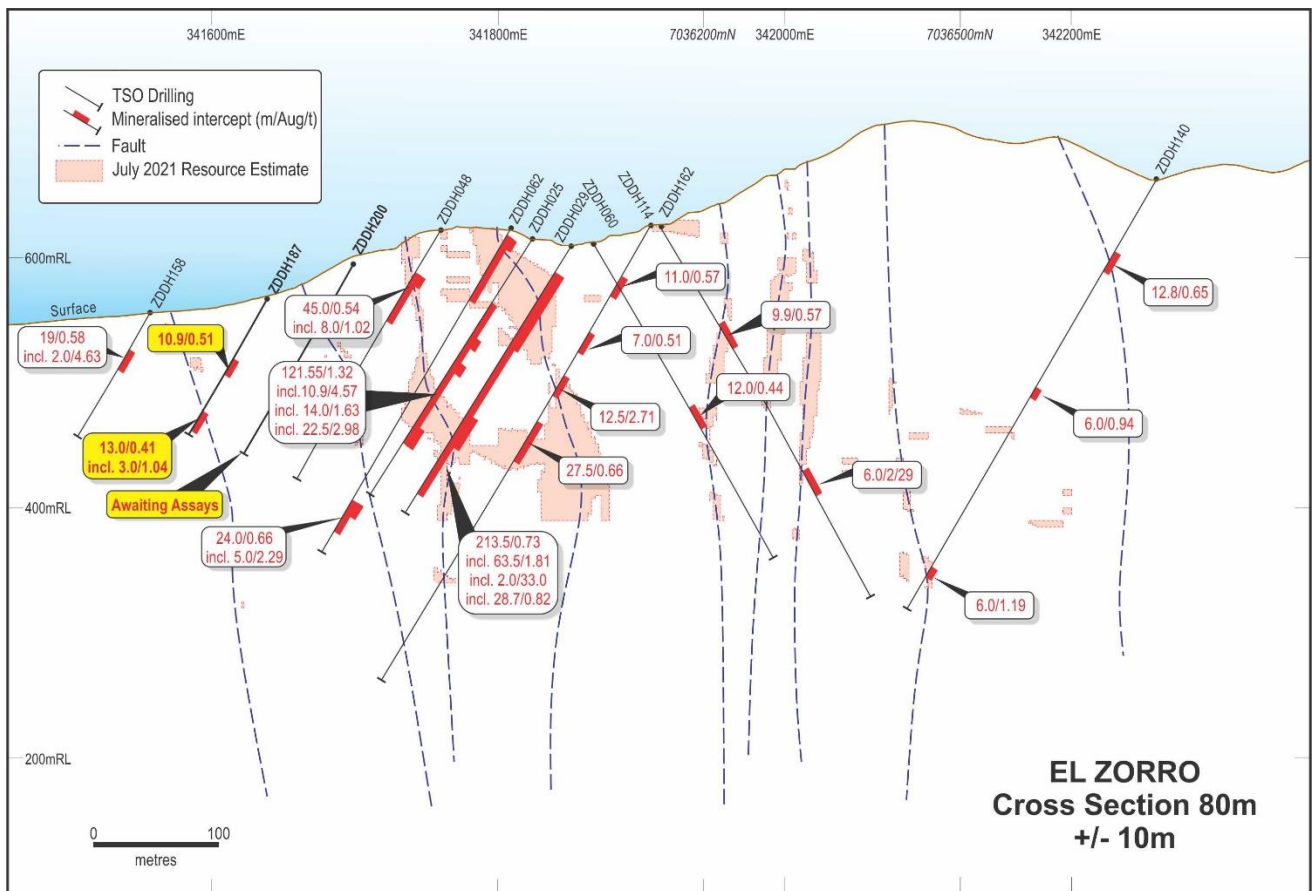 341600mE
341800mE
7036200mN
342000mE
7036500mN
342200mE
TSO Drilling
Mineralised intercept (m/Aug/t)
Fault
July 2021 Resource Estimate
ZDDH158
ZDDH187
ZDDH200
ZDDH048
ZDDH062
ZDDH025
ZDDH029
ZDDH060
ZDDH114
ZDDH162
ZDDH140
600mRL
Surface
19/0.58
incl. 2.0/4.63
10.9/0.51
45.0/0.54
incl. 8.0/1.02
11.0/0.57
12.8/0.65
7.0/0.51
9.9/0.57
121.55/1.32
incl.10.9/4.57
incl. 14.0/1.63
incl. 22.5/2.98
12.5/2.71
12.0/0.44
6.0/0.94
13.0/0.41
incl. 3.0/1.04
27.5/0.66
6.0/2/29
Awaiting Assays
400mRL
24.0/0.66
incl. 5.0/2.29
213.5/0.73
incl. 63.5/1.81
incl. 2.0/33.0
incl. 28.7/0.82
6.0/1.19
200mRL
EL ZORRO
Cross Section 80m
+/- 10m
0 100
metres